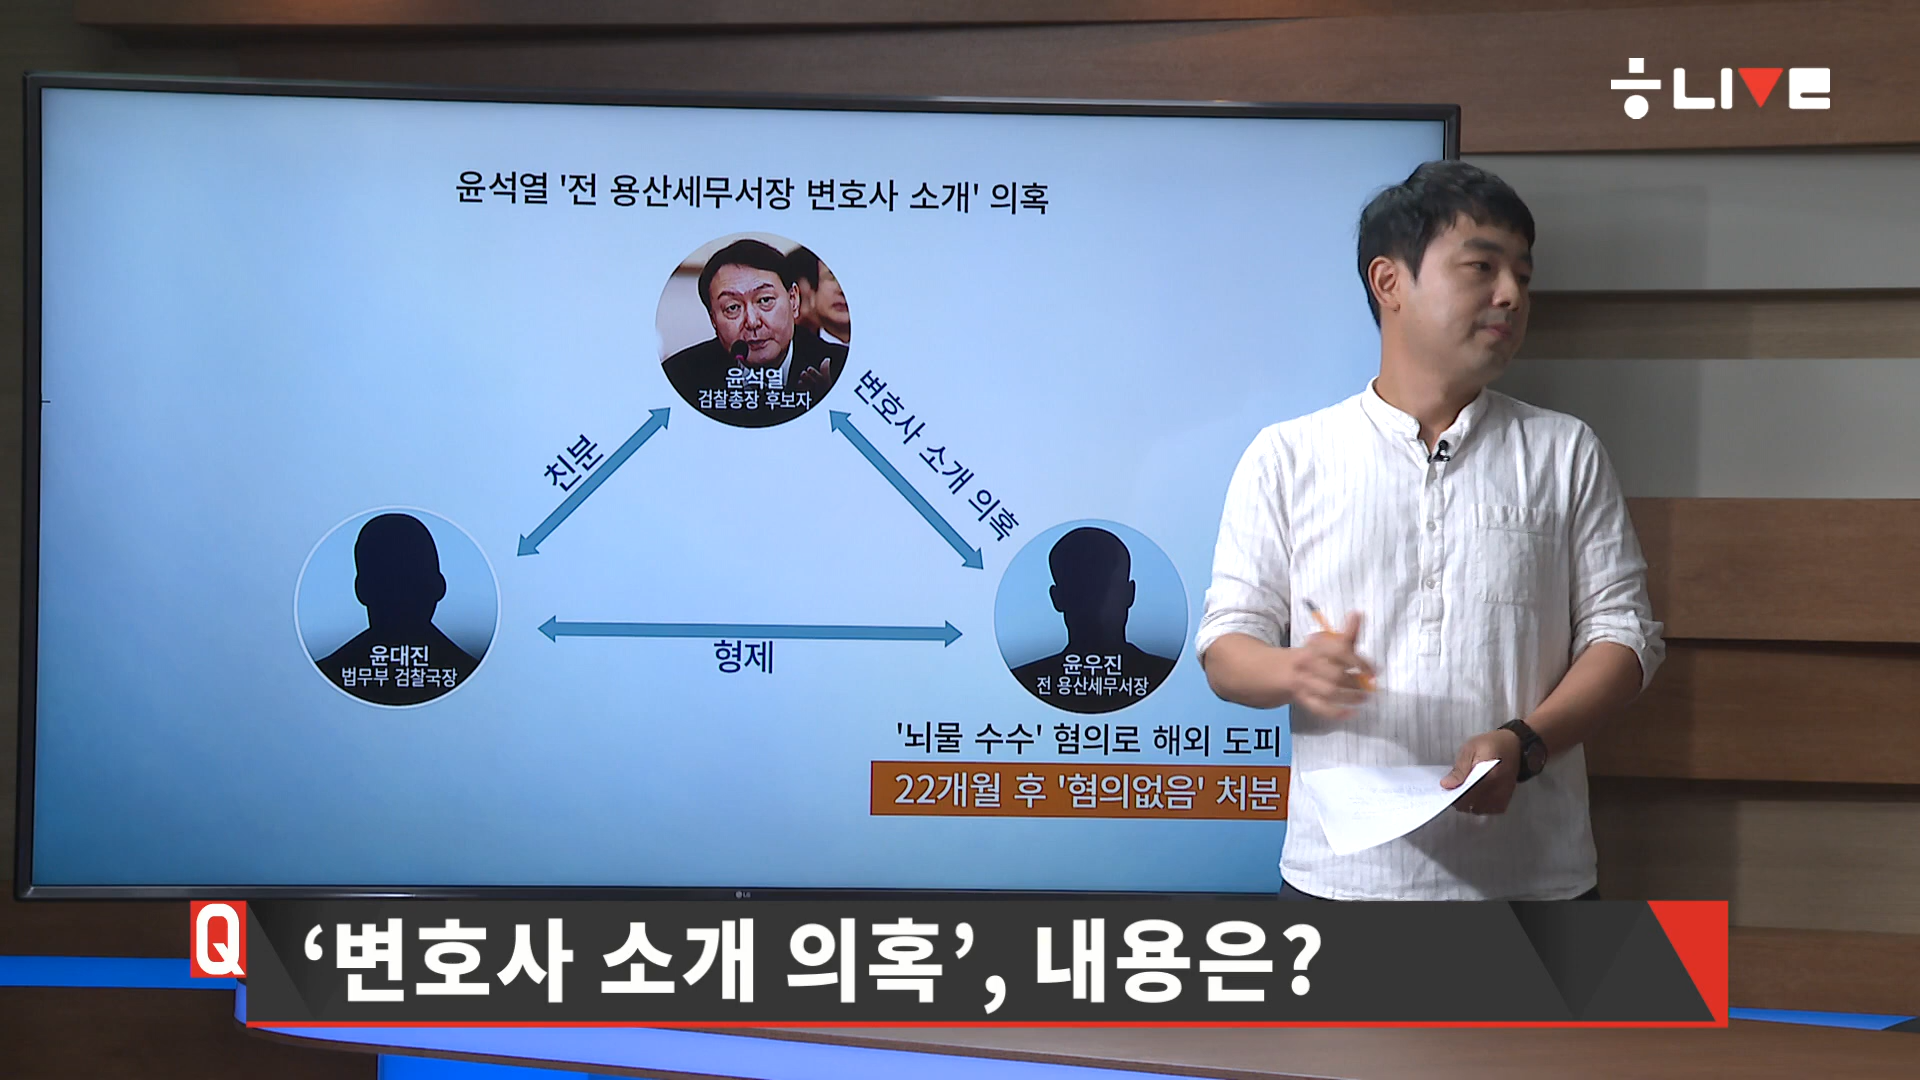 LIVE
윤석열 '전 용산세무서장 변호사 소개' 의혹
윤석열
검찰총장 후보자
친분
변호사 소개 의혹
윤대진
법무부 검찰국장
형제
윤우진
전 용산세무서장
'뇌물 수수' 혐의로 해외 도피
22개월 후 '혐의없음' 처분
LG
Q ‘변호사 소개 의혹’, 내용은?